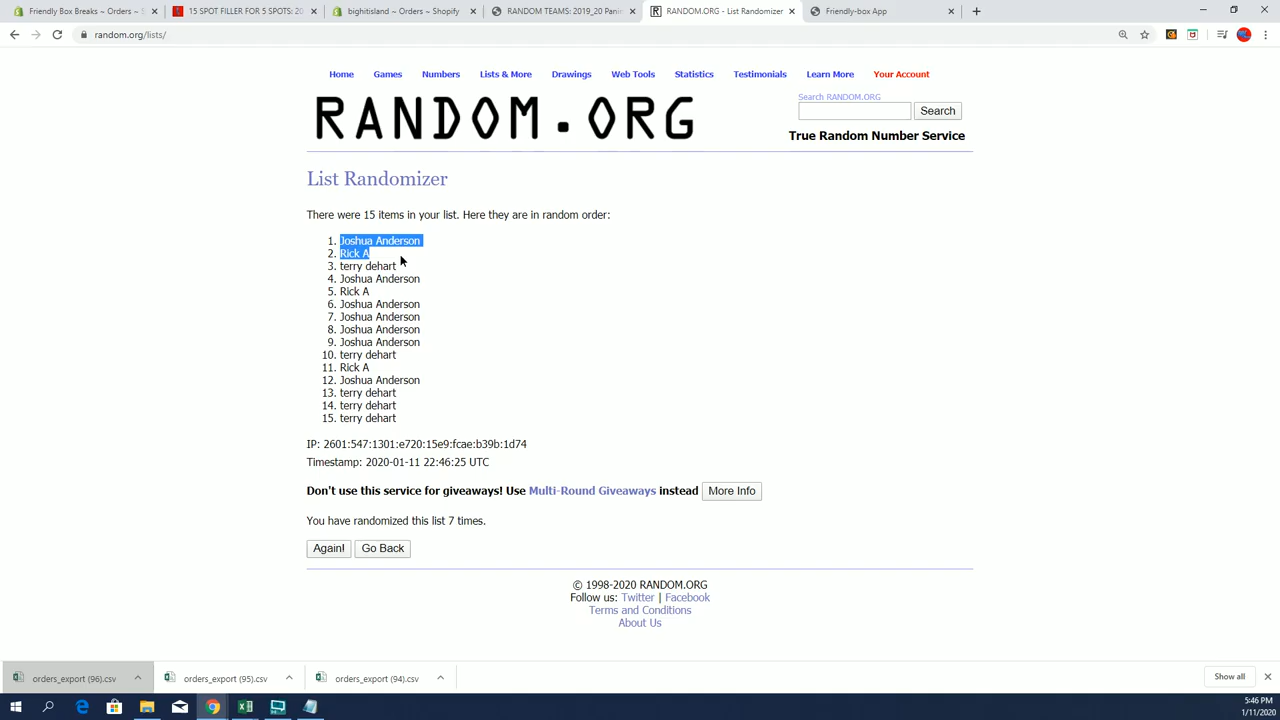 Friendly Box Breaks ~ Orders ~ S
15 SPOT FILLER FOR 5 SPOTS: 20
bighitisland ~ Orders ~ Shopify
RANDOM TEAMS: 2019_20 Panin
RANDOM.ORG - List Randomizer
Friendly-box App
random.org/lists/
Home Games Numbers Lists & More Drawings Web Tools Statistics Testimonials Learn More Your Account
RANDOM.ORG
Search RANDOM.ORG
Search
True Random Number Service
List Randomizer
There were 15 items in your list. Here they are in random order:
1. Joshua Anderson
2. Rick A
3. terry dehart
4. Joshua Anderson
5. Rick A
6. Joshua Anderson
7. Joshua Anderson
8. Joshua Anderson
9. Joshua Anderson
10. terry dehart
11. Rick A
12. Joshua Anderson
13. terry dehart
14. terry dehart
15. terry dehart
IP: 2601:547:1301:e720:15e9:fcae:b39b:1d74
Timestamp: 2020-01-11 22:46:25 UTC
Don't use this service for giveaways! Use Multi-Round Giveaways instead More Info
You have randomized this list 7 times.
Again! Go Back
© 1998-2020 RANDOM.ORG
Follow us: Twitter | Facebook
Terms and Conditions
About Us
orders_export (96).csv
orders_export (95).csv
orders_export (94).csv
Show all
5:46 PM
1/11/2020